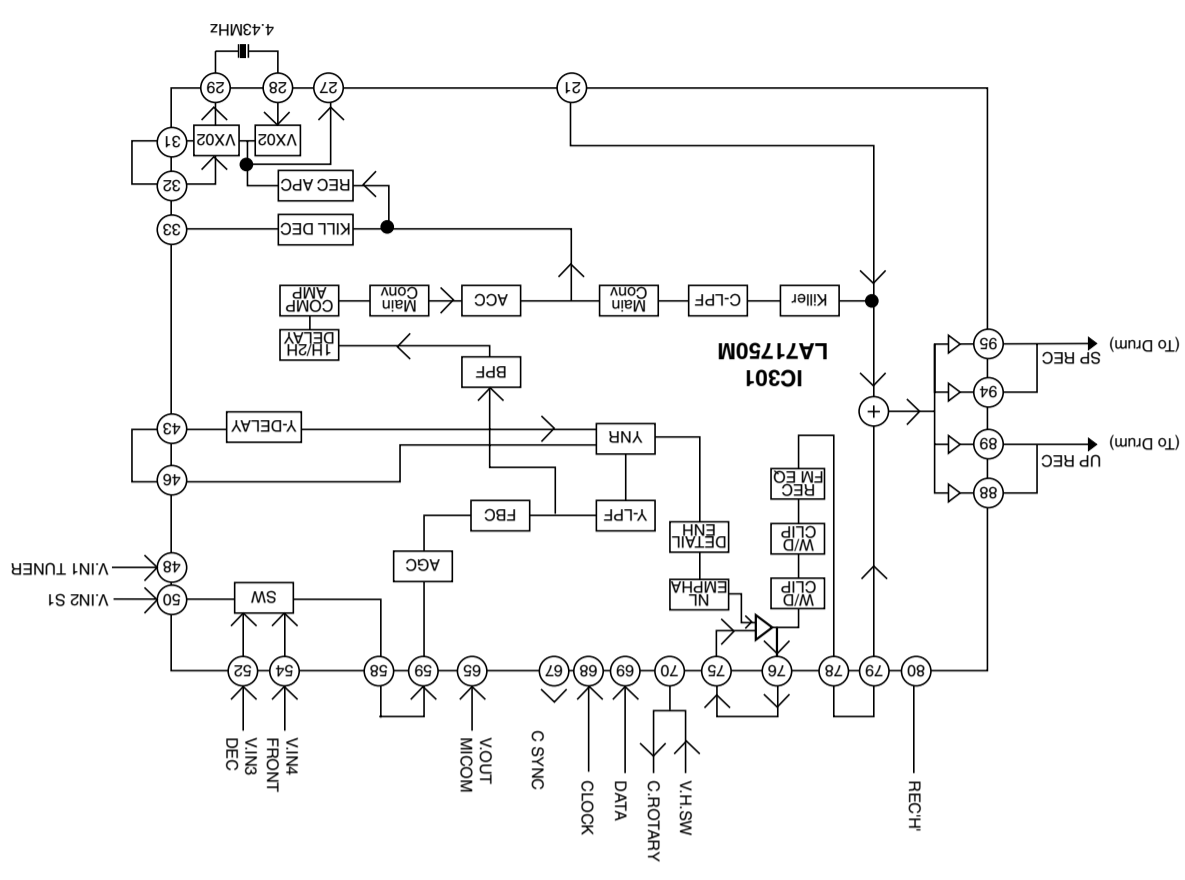 4.43MHz
29
28
27
21
31
VX02
VX02
32
REC APC
33
KILL DEC
COMP
AMP
Main
Conv
ACC
Main
Conv
C-LPF
Killer
1H/2H
DELAY
BPF
IC301
LA71750M
95
SP REC
(To Drum)
94
+
43
Y-DELAY
YNR
89
UP REC
(To Drum)
46
88
REC
FM EQ
FBC
Y-LPF
DETAIL
ENH
W/D
CLIP
AGC
V.IN1 TUNER
48
NL
EMPHA
W/D
CLIP
V.IN2 S1
50
SW
52
54
58
59
65
67
68
69
70
75
76
78
79
80
V.IN3
DEC
V.IN4
FRONT
V.OUT
MICOM
C SYNC
CLOCK
DATA
C.ROTARY
V.H.SW
REC'H'